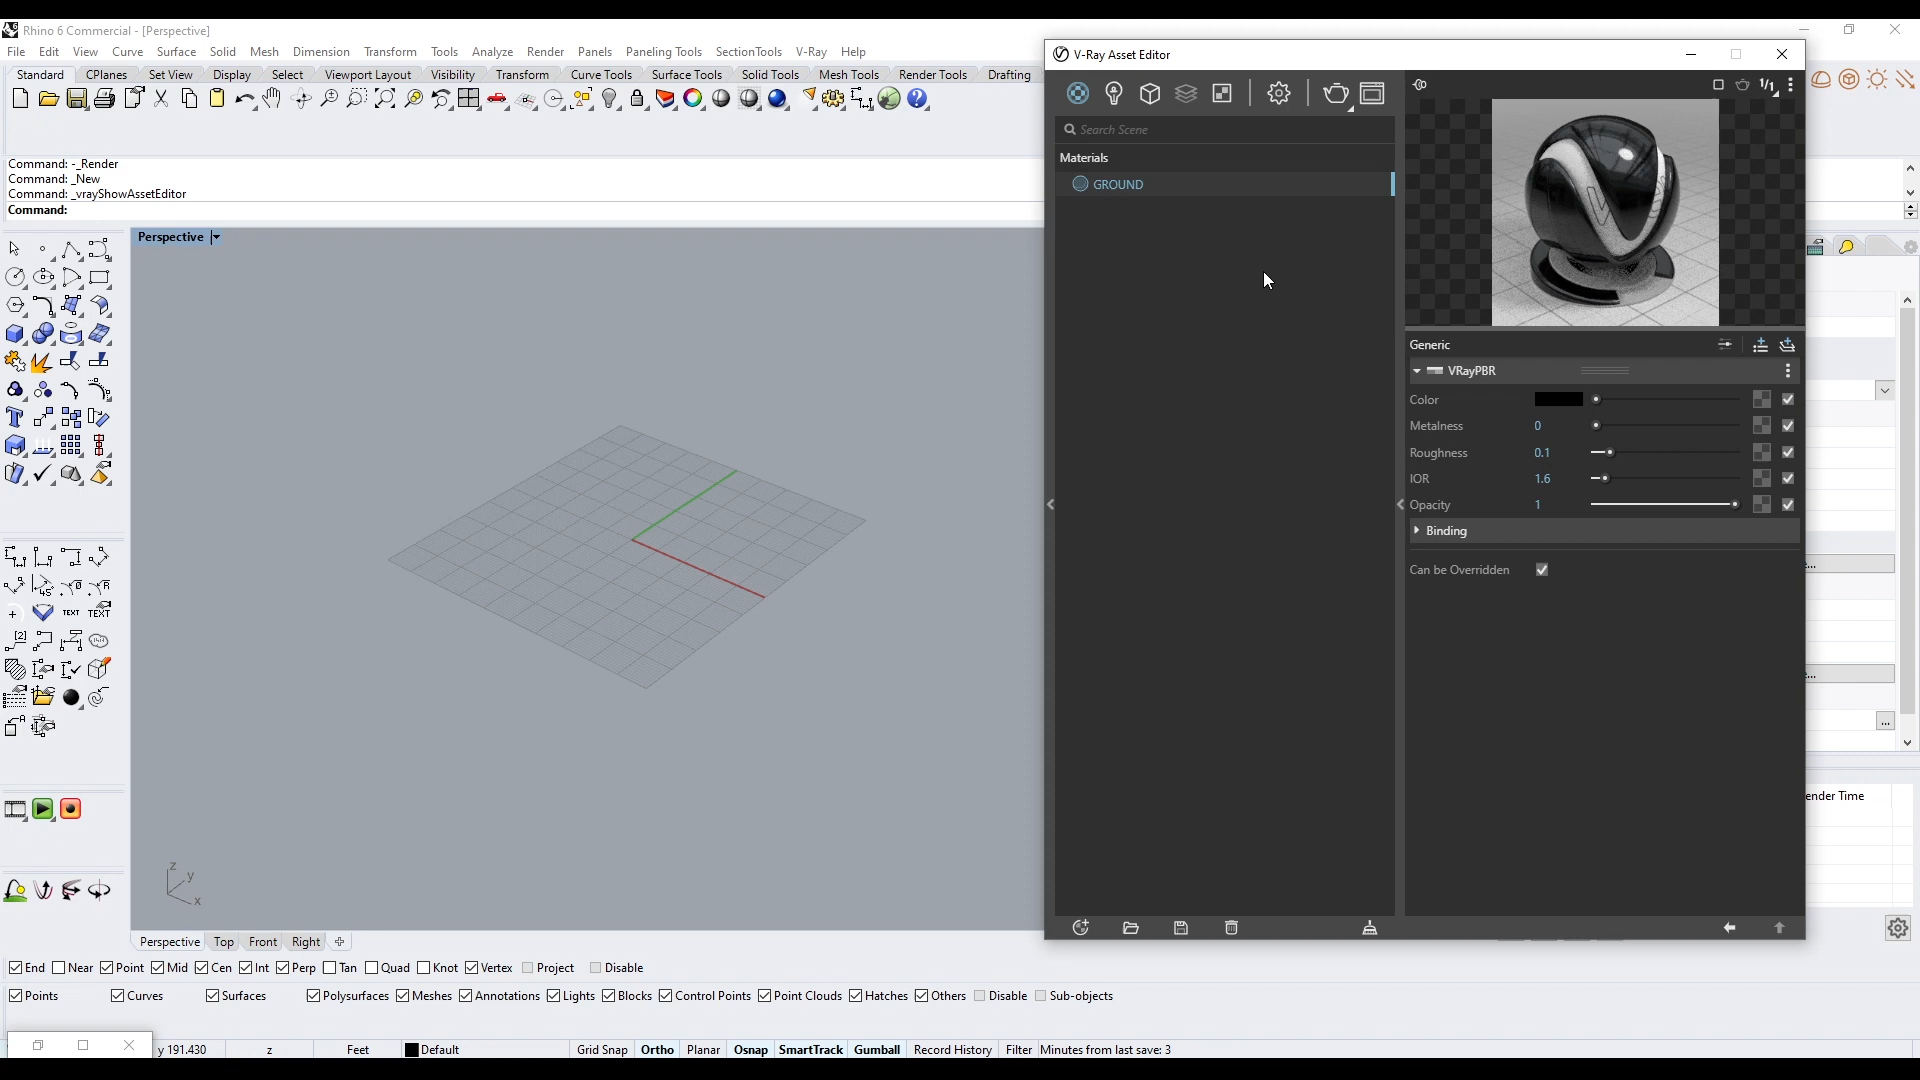 Rhino 6 Commercial - [Perspective]
File Edit View Curve Surface Solid Mesh Dimension Transform Tools Analyze Render Panels Paneling Tools SectionTools V-Ray Help
Standard CPlanes Set View Display Select Viewport Layout Visibility Transform Curve Tools Surface Tools Solid Tools Mesh Tools Render Tools Drafting
Command: -_Render
Command: _New
Command: _vrayShowAssetEditor
Command:
Perspective
V-Ray Asset Editor
1/1
Search Scene
Materials
GROUND
Generic
VRayPBR
Color
Metalness 0
Roughness 0.1
IOR 1.6
Opacity 1
Binding
Can be Overridden
...
...
...
ender Time
TEXT TEXT
z
y
x
Perspective Top Front Right
End Near Point Mid Cen Int Perp Tan Quad Knot Vertex Project Disable
Points Curves Surfaces Polysurfaces Meshes Annotations Lights Blocks Control Points Point Clouds Hatches Others Disable Sub-objects
y 191.430 z Feet Default Grid Snap Ortho Planar Osnap SmartTrack Gumball Record History Filter Minutes from last save: 3